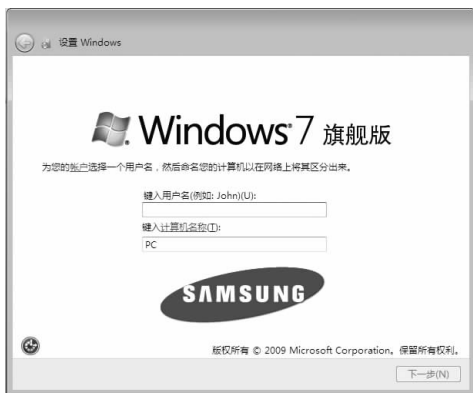 设置 Windows
Windows 7 旗舰版
为您的账户选择一个用户名，然后命名您的计算机以在网络上将其区分出来。
键入用户名(例如: John)(U):
键入计算机名称(T):
PC
SAMSUNG
版权所有 © 2009 Microsoft Corporation。保留所有权利。
下一步(N)